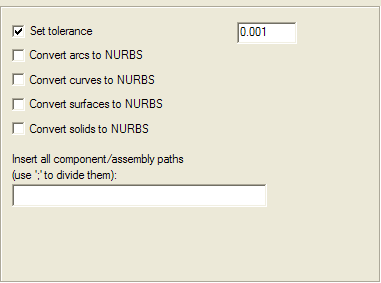 Set tolerance 0.001
Convert arcs to NURBS
Convert curves to NURBS
Convert surfaces to NURBS
Convert solids to NURBS
Insert all component/assembly paths
(use ';' to divide them):